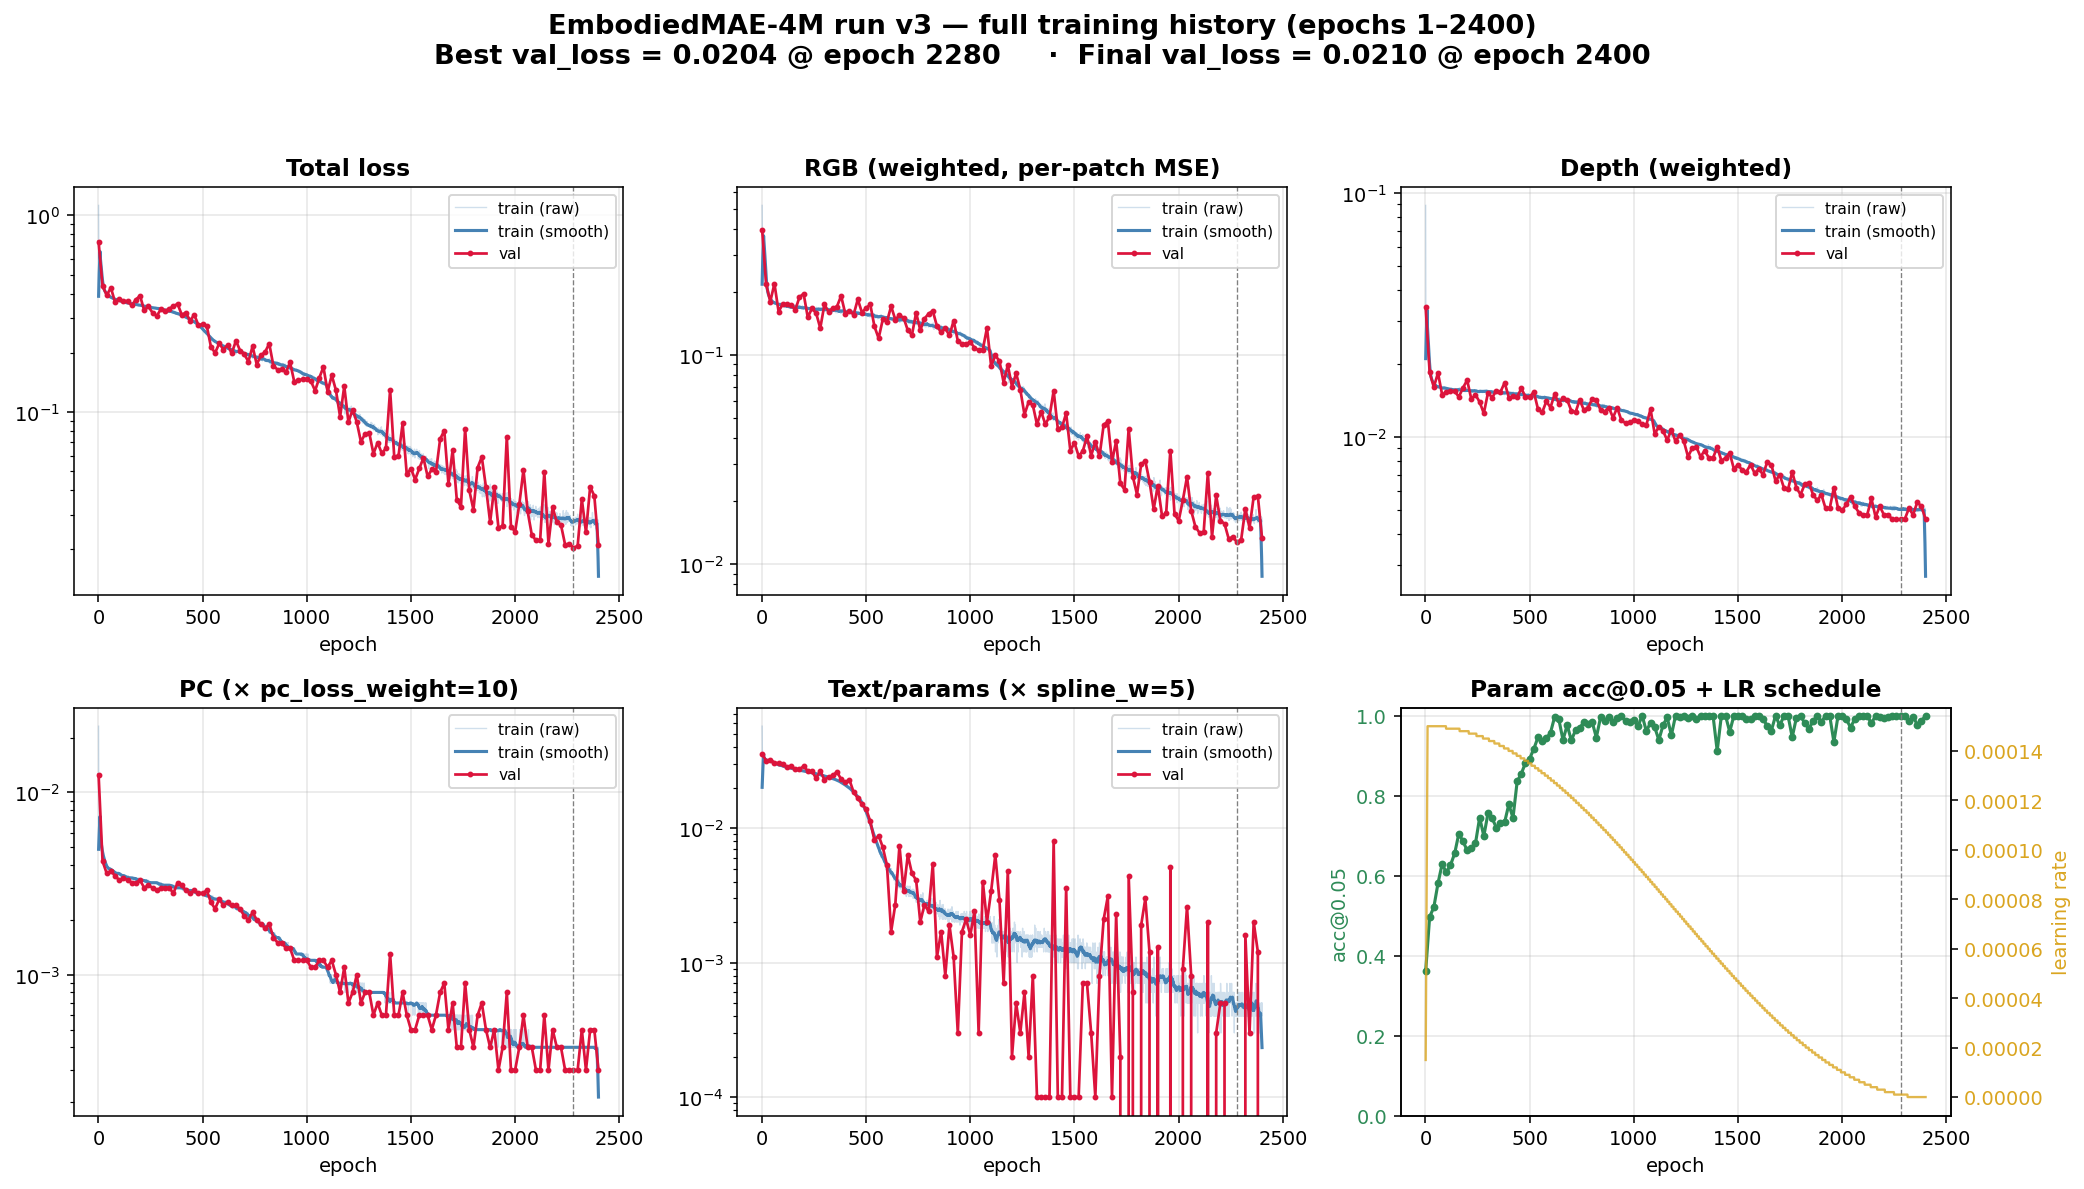 EmbodiedMAE-4M run v3 — full training history (epochs 1–2400)
Best val_loss = 0.0204 @ epoch 2280 · Final val_loss = 0.0210 @ epoch 2400
Total loss
10⁰
10⁻¹
0 500 1000 1500 2000 2500
epoch
train (raw)
train (smooth)
val
RGB (weighted, per-patch MSE)
10⁻¹
10⁻²
0 500 1000 1500 2000 2500
epoch
train (raw)
train (smooth)
val
Depth (weighted)
10⁻¹
10⁻²
0 500 1000 1500 2000 2500
epoch
train (raw)
train (smooth)
val
PC (× pc_loss_weight=10)
10⁻²
10⁻³
0 500 1000 1500 2000 2500
epoch
train (raw)
train (smooth)
val
Text/params (× spline_w=5)
10⁻²
10⁻³
10⁻⁴
0 500 1000 1500 2000 2500
epoch
train (raw)
train (smooth)
val
Param acc@0.05 + LR schedule
acc@0.05
1.0
0.8
0.6
0.4
0.2
0.0
0 500 1000 1500 2000 2500
epoch
0.00014
0.00012
0.00010
0.00008
0.00006
0.00004
0.00002
0.00000
learning rate